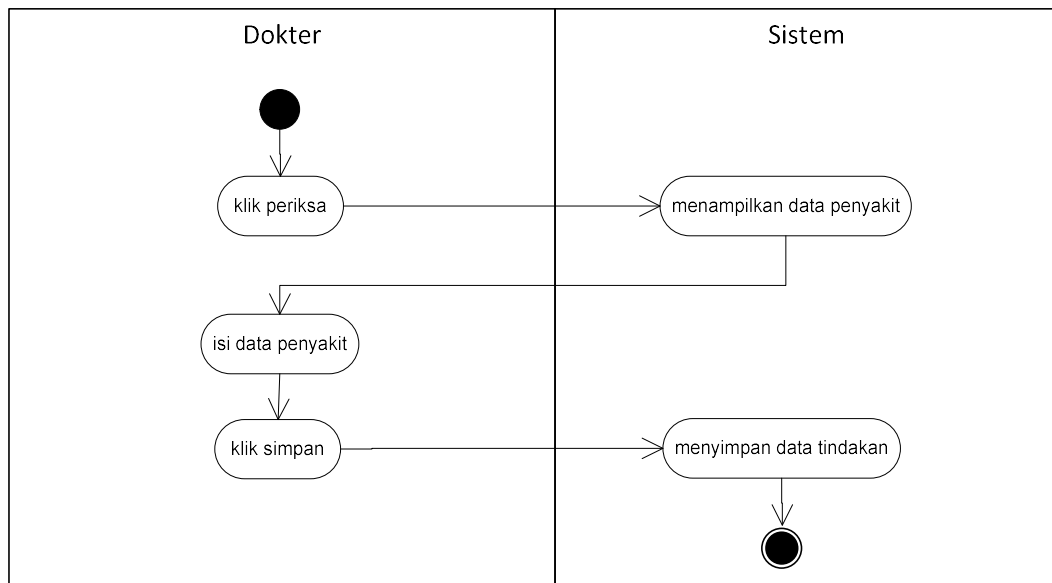 Dokter
Sistem
klik periksa
menampilkan data penyakit
isi data penyakit
klik simpan
menyimpan data tindakan